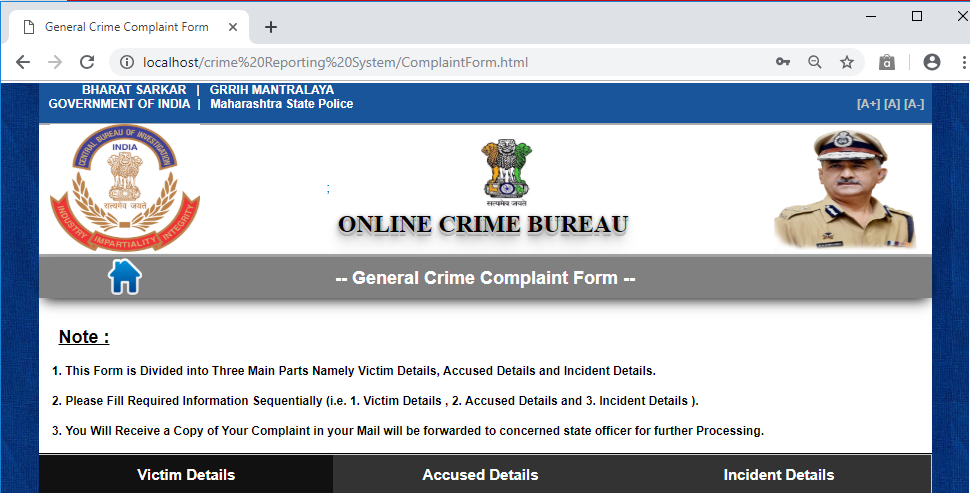 General Crime Complaint Form
localhost/crime%20Reporting%20System/ComplaintForm.html
BHARAT SARKAR | GRRIH MANTRALAYA
GOVERNMENT OF INDIA | Maharashtra State Police
[A+] [A] [A-]
CENTRAL BUREAU OF INVESTIGATION
INDIA
सत्यमेव जयते
INDUSTRY IMPARTIALITY INTEGRITY
;
सत्यमेव जयते
ONLINE CRIME BUREAU
-- General Crime Complaint Form --
Note :
1. This Form is Divided into Three Main Parts Namely Victim Details, Accused Details and Incident Details.
2. Please Fill Required Information Sequentially (i.e. 1. Victim Details , 2. Accused Details and 3. Incident Details ).
3. You Will Receive a Copy of Your Complaint in your Mail will be forwarded to concerned state officer for further Processing.
Victim Details
Accused Details
Incident Details